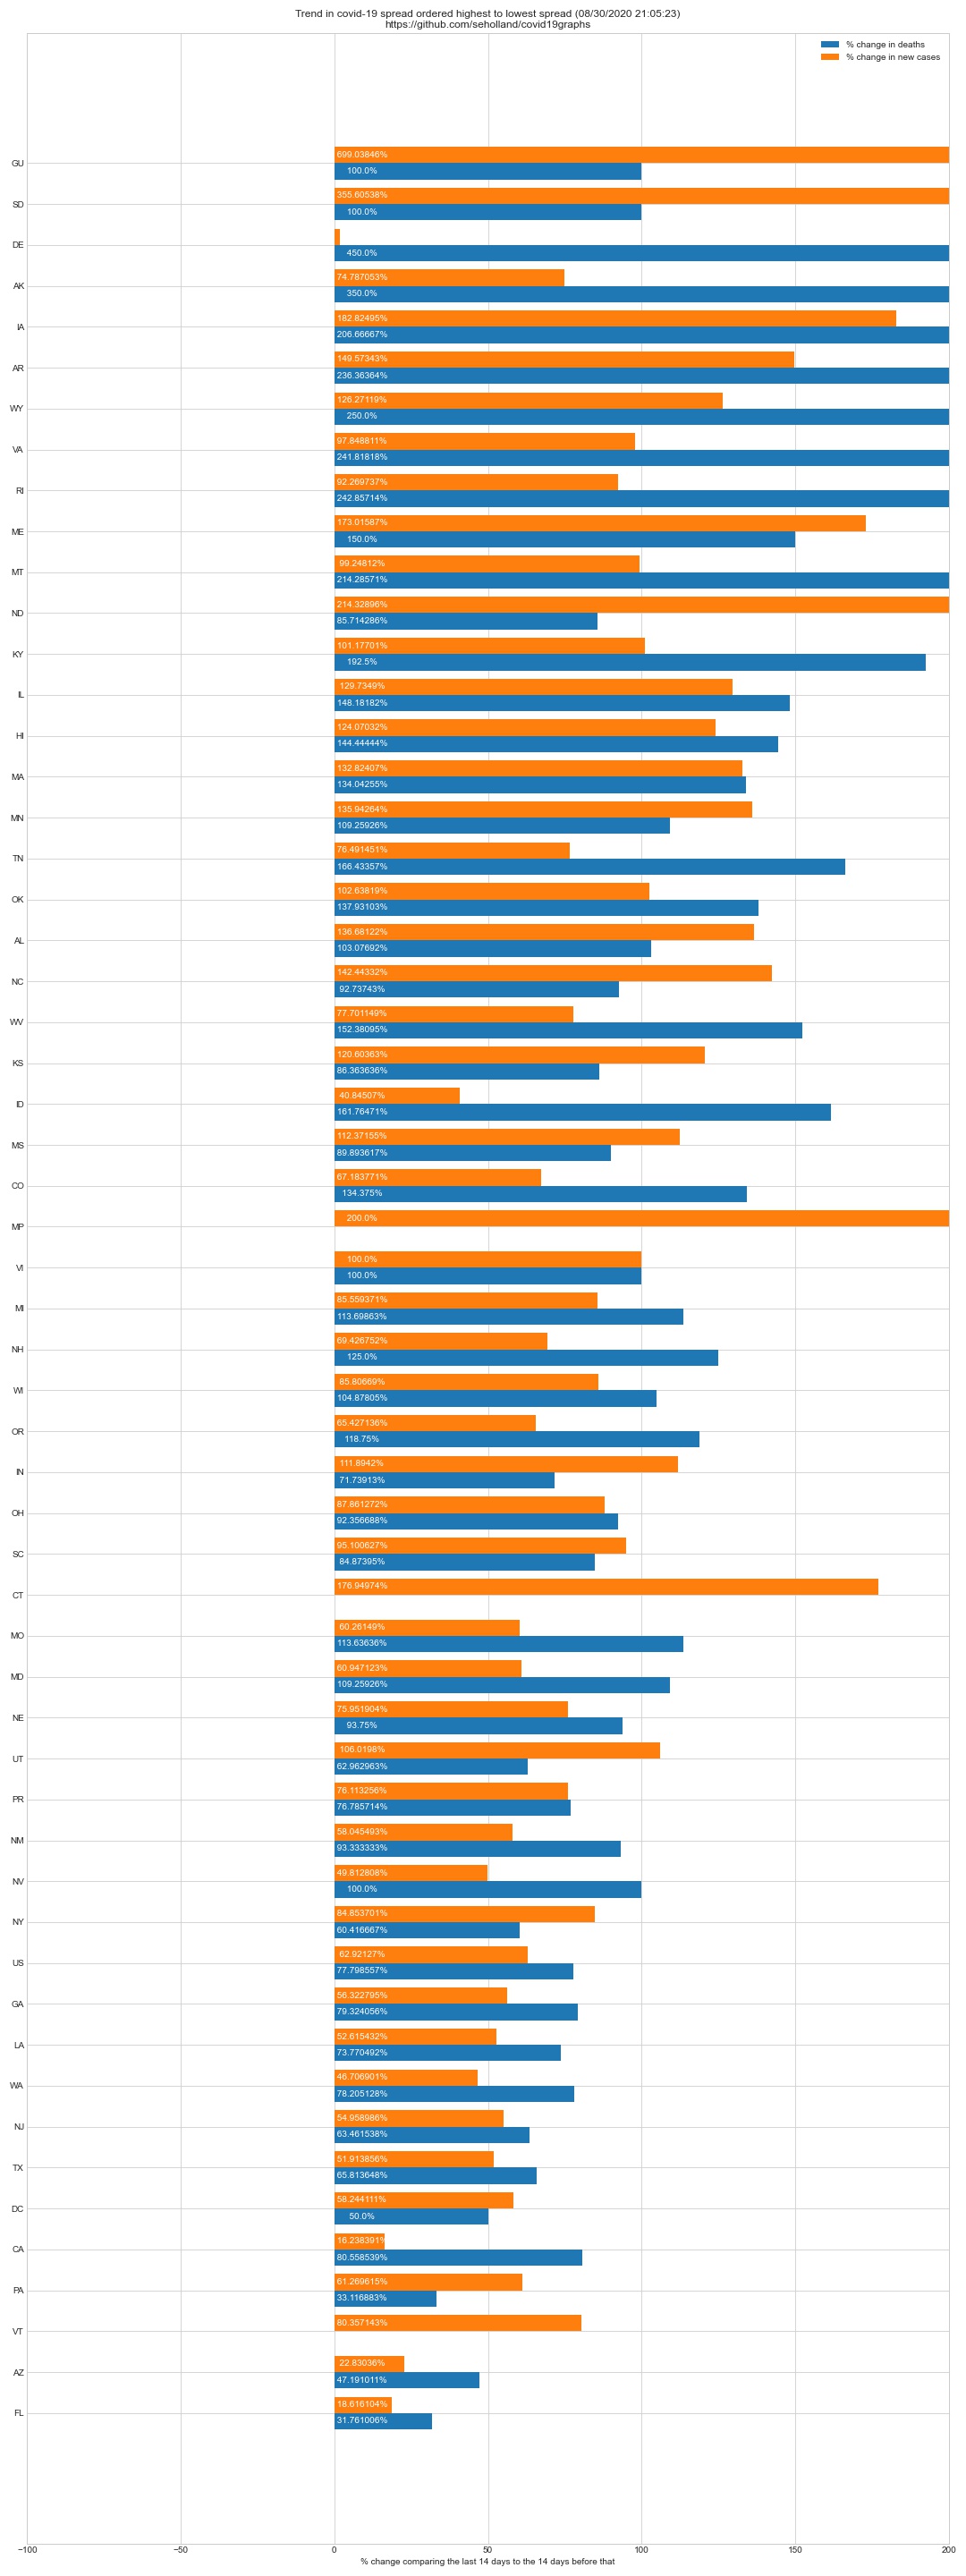 Trend in covid-19 spread ordered highest to lowest spread (08/30/2020 21:05:23)
https://github.com/seholland/covid19graphs
% change in deaths
% change in new cases
699.03846%
GU
100.0%
355.60538%
SD
100.0%
DE
450.0%
74.787053%
AK
350.0%
182.82495%
IA
206.66667%
149.57343%
AR
236.36364%
126.27119%
WY
250.0%
97.848811%
VA
241.81818%
92.269737%
RI
242.85714%
173.01587%
ME
150.0%
99.24812%
MT
214.28571%
214.32896%
ND
85.714286%
101.17701%
KY
192.5%
129.7349%
IL
148.18182%
124.07032%
HI
144.44444%
132.82407%
MA
134.04255%
135.94264%
MN
109.25926%
76.491451%
TN
166.43357%
102.63819%
OK
137.93103%
136.68122%
AL
103.07692%
142.44332%
NC
92.73743%
77.701149%
WV
152.38095%
120.60363%
KS
86.363636%
40.84507%
ID
161.76471%
112.37155%
MS
89.893617%
67.183771%
CO
134.375%
200.0%
MP
100.0%
VI
100.0%
85.559371%
MI
113.69863%
69.426752%
NH
125.0%
85.80669%
WI
104.87805%
65.427136%
OR
118.75%
111.8942%
IN
71.73913%
87.861272%
OH
92.356688%
95.100627%
SC
84.87395%
176.94974%
CT
60.26149%
MO
113.63636%
60.947123%
MD
109.25926%
75.951904%
NE
93.75%
106.0198%
UT
62.962963%
76.113256%
PR
76.785714%
58.045493%
NM
93.333333%
49.812808%
NV
100.0%
84.853701%
NY
60.416667%
62.92127%
US
77.798557%
56.322795%
GA
79.324056%
52.615432%
LA
73.770492%
46.706901%
WA
78.205128%
54.958986%
NJ
63.461538%
51.913856%
TX
65.813648%
58.244111%
DC
50.0%
16.238391%
CA
80.558539%
61.269615%
PA
33.116883%
80.357143%
VT
22.83036%
AZ
47.191011%
18.616104%
FL
31.761006%
−100 −50 0 50 100 150 200
% change comparing the last 14 days to the 14 days before that